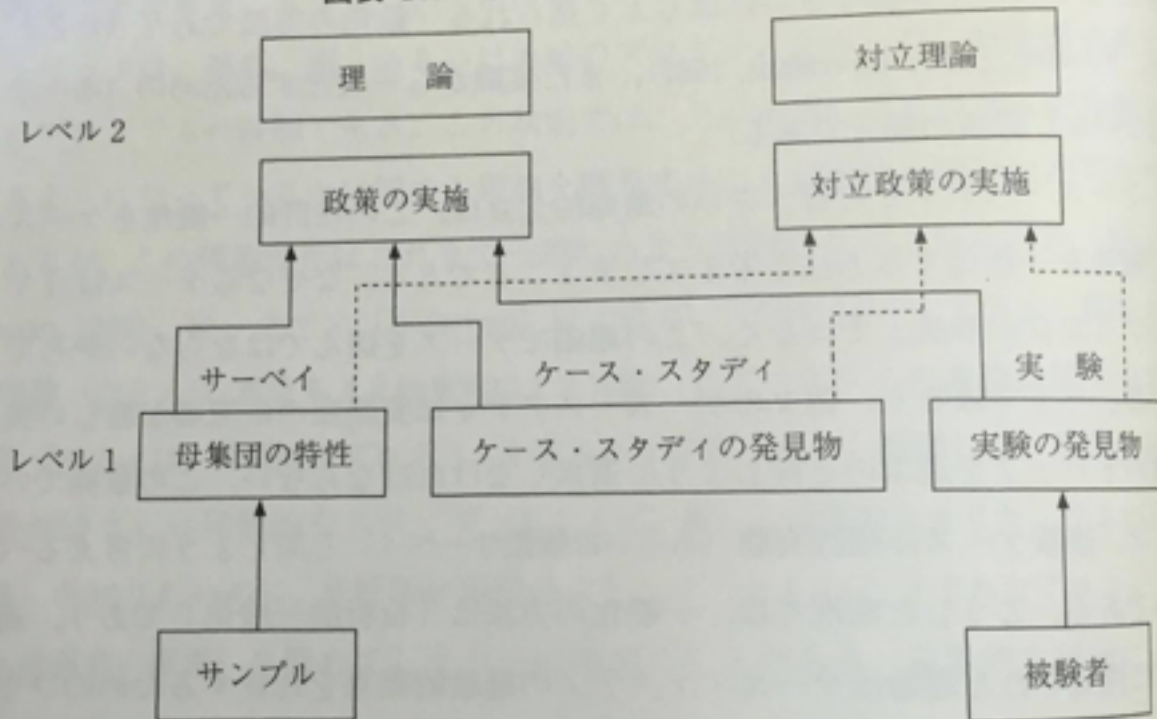 理　論
対立理論
レベル 2
政策の実施
対立政策の実施
サーベイ
ケース・スタディ
実　験
レベル 1
母集団の特性
ケース・スタディの発見物
実験の発見物
サンプル
被験者